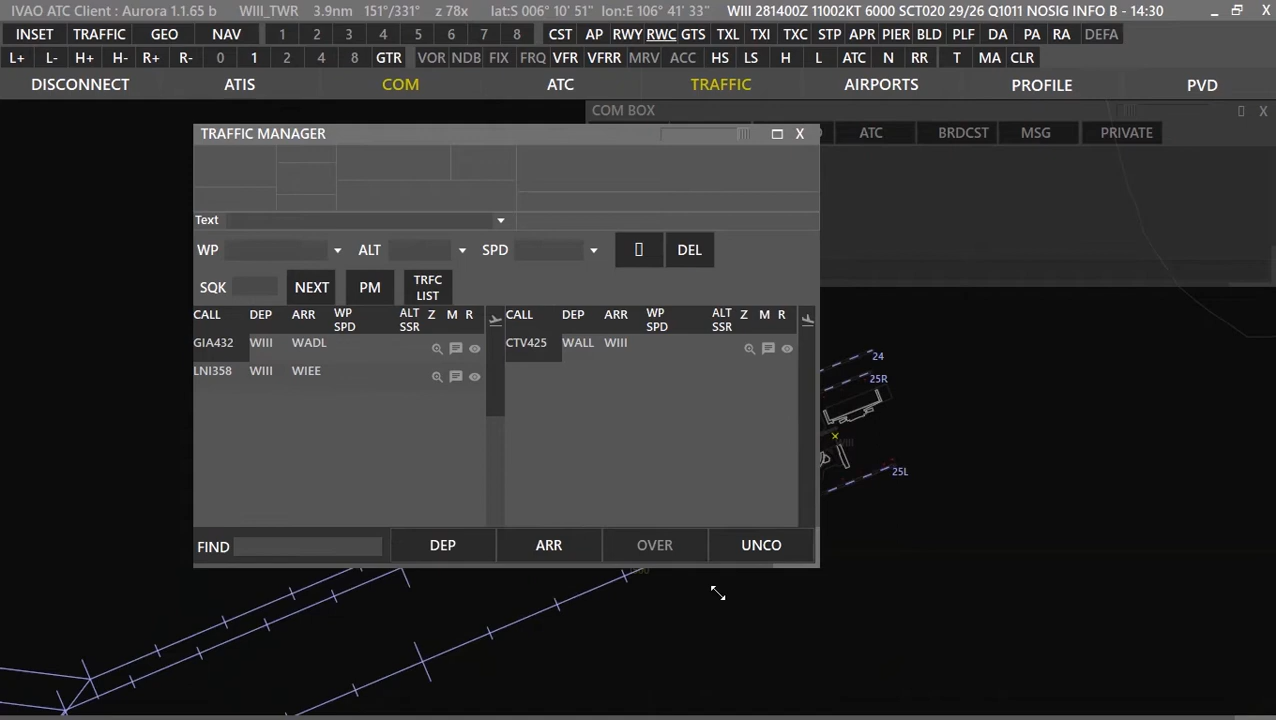 IVAO ATC Client : Aurora 1.1.65 b WIII_TWR 3.9nm 151°/331° z 78x lat:S 006° 10' 51" lon:E 106° 41' 33" WIII 281400Z 11002KT 6000 SCT020 29/26 Q1011 NOSIG INFO B - 14:30
INSET TRAFFIC GEO NAV 1 2 3 4 5 6 7 8 CST AP RWY RWC GTS TXL TXI TXC STP APR PIER BLD PLF DA PA RA DEFA
L+ L- H+ H- R+ R- 0 1 2 4 8 GTR VOR NDB FIX FRQ VFR VFRR MRV ACC HS LS H L ATC N RR T MA CLR
DISCONNECT ATIS COM ATC TRAFFIC AIRPORTS PROFILE PVD
COM BOX X
ATC BRDCST MSG PRIVATE
TRAFFIC MANAGER X
Text
WP ALT SPD DEL
SQK NEXT PM TRFC LIST
CALL DEP ARR WP SPD ALT SSR Z M R CALL DEP ARR WP SPD ALT SSR Z M R
GIA432 WIII WADL CTV425 WALL WIII
LNI358 WIII WIEE
24
25R
25L
FIND DEP ARR OVER UNCO